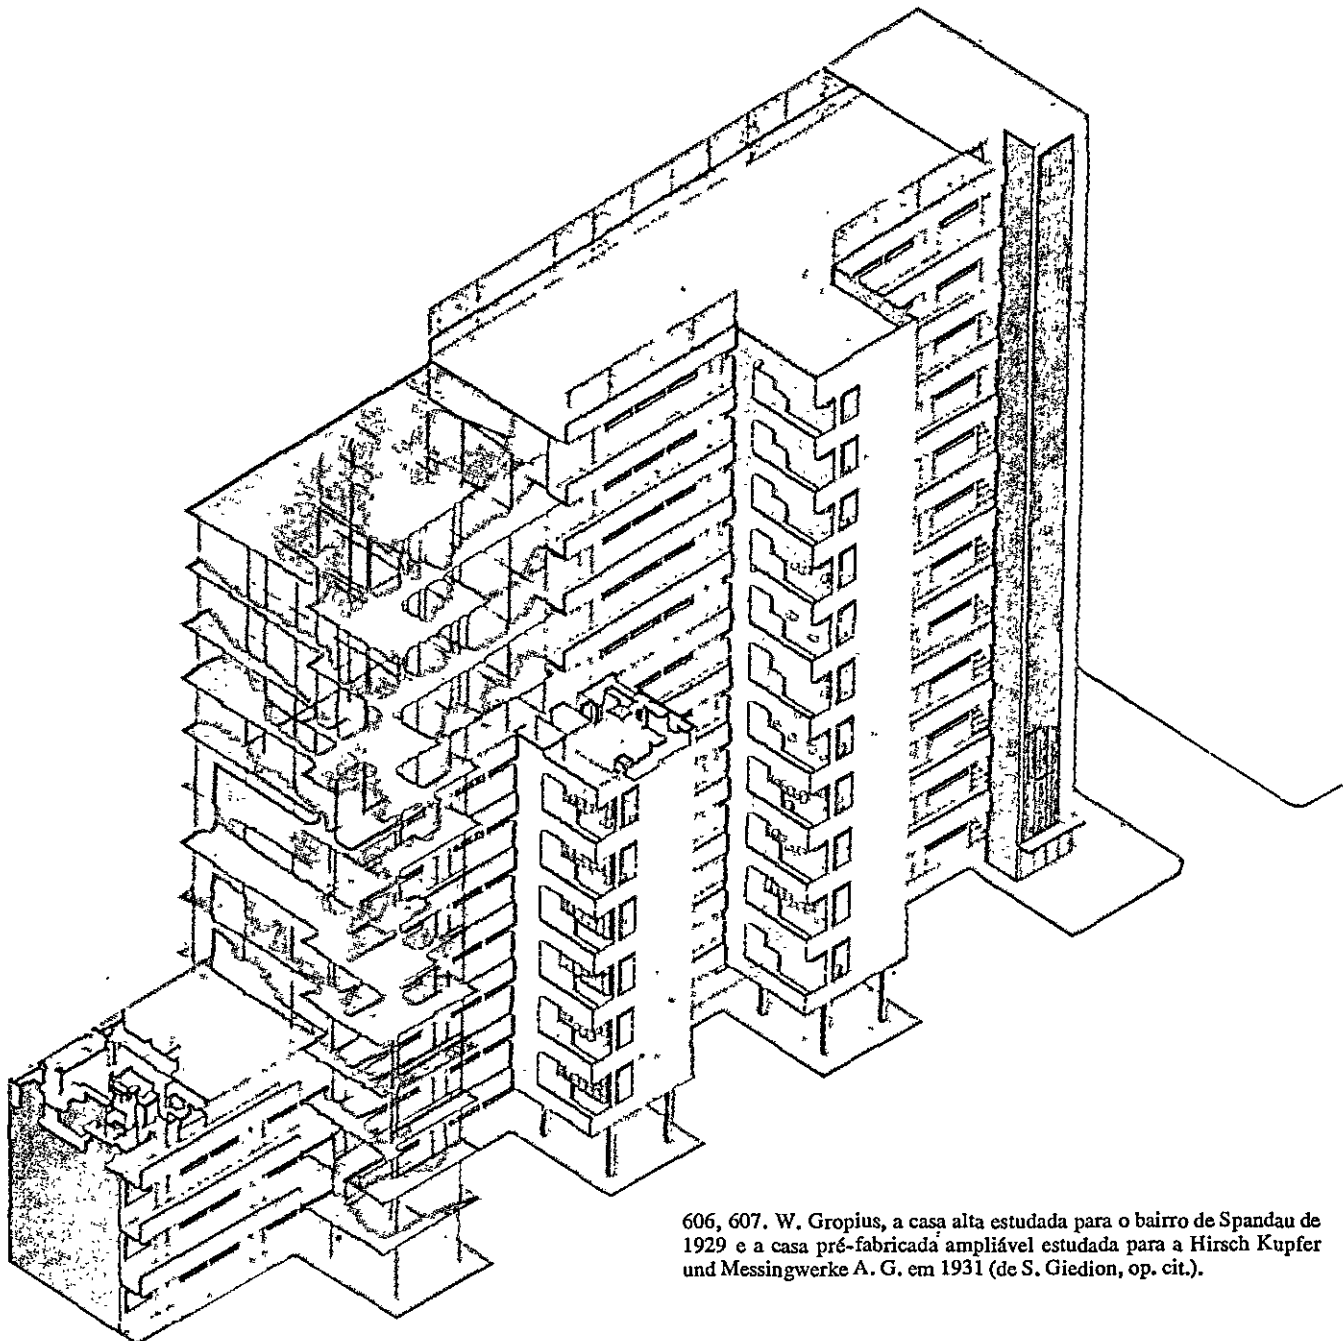 606, 607. W. Gropius, a casa alta estudada para o bairro de Spandau de
1929 e a casa pré-fabricada ampliável estudada para a Hirsch Kupfer
und Messingwerke A. G. em 1931 (de S. Giedion, op. cit.).